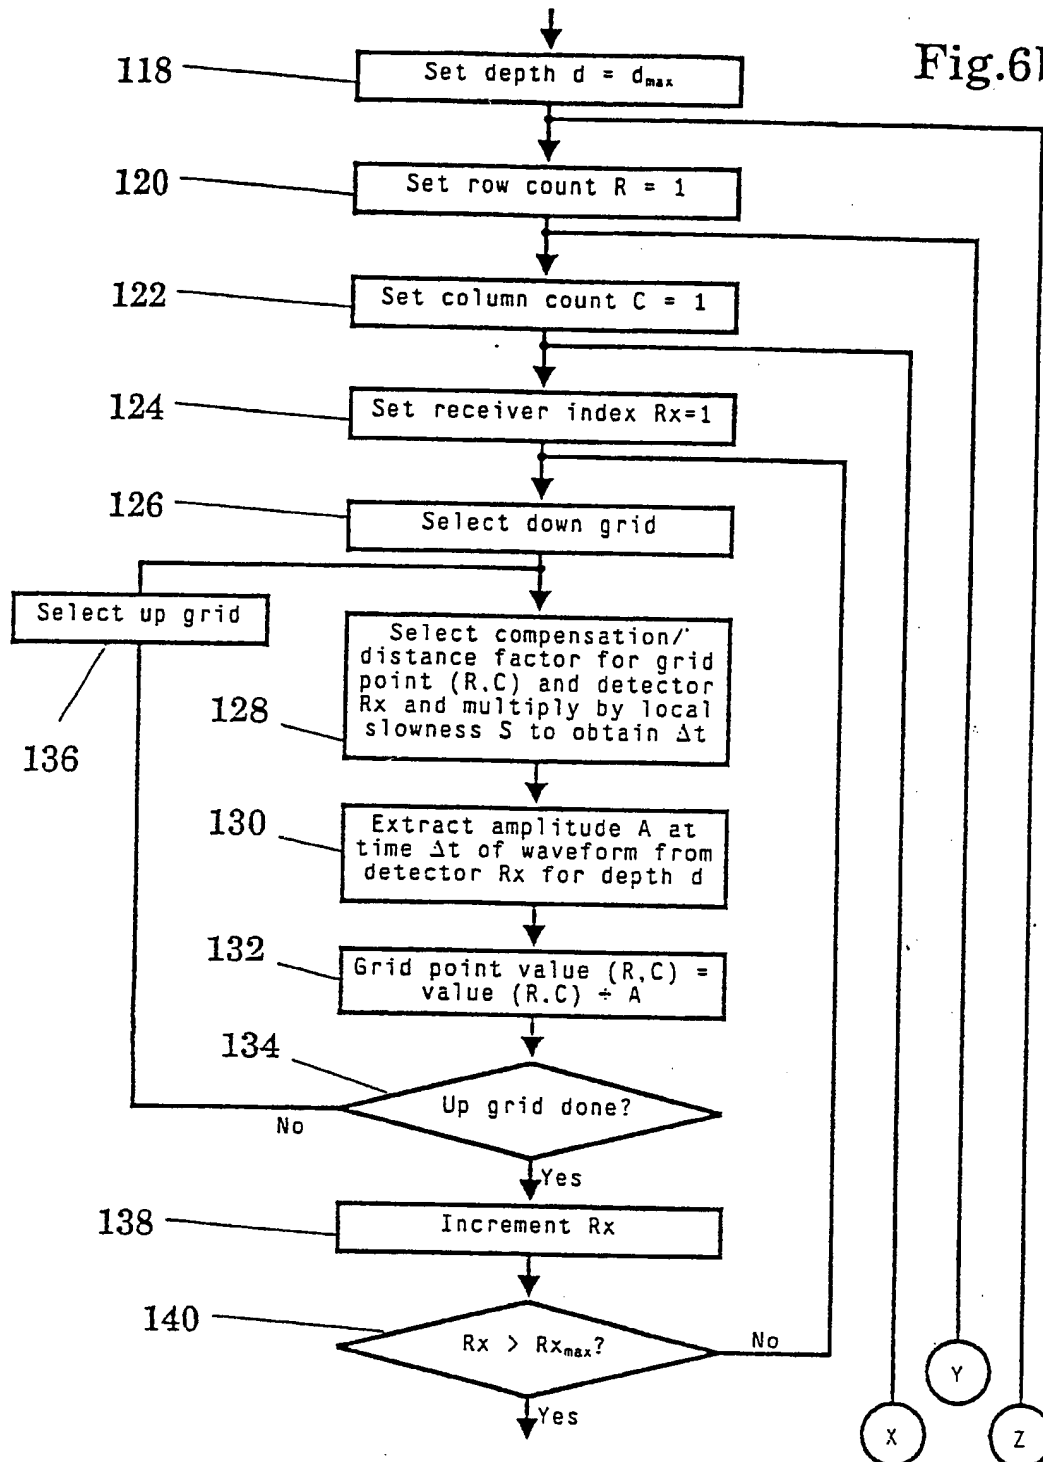 Fig.6b
118
Set depth d = dmax
120
Set row count R = 1
122
Set column count C = 1
124
Set receiver index Rx=1
126
Select down grid
Select up grid
136
128
Select compensation/
distance factor for grid
point (R.C) and detector
Rx and multiply by local
slowness S to obtain Δt
130
Extract amplitude A at
time Δt of waveform from
detector Rx for depth d
132
Grid point value (R,C) =
value (R.C) + A
134
Up grid done?
No
Yes
138
Increment Rx
140
Rx > Rxmax?
No
Yes
X
Y
Z